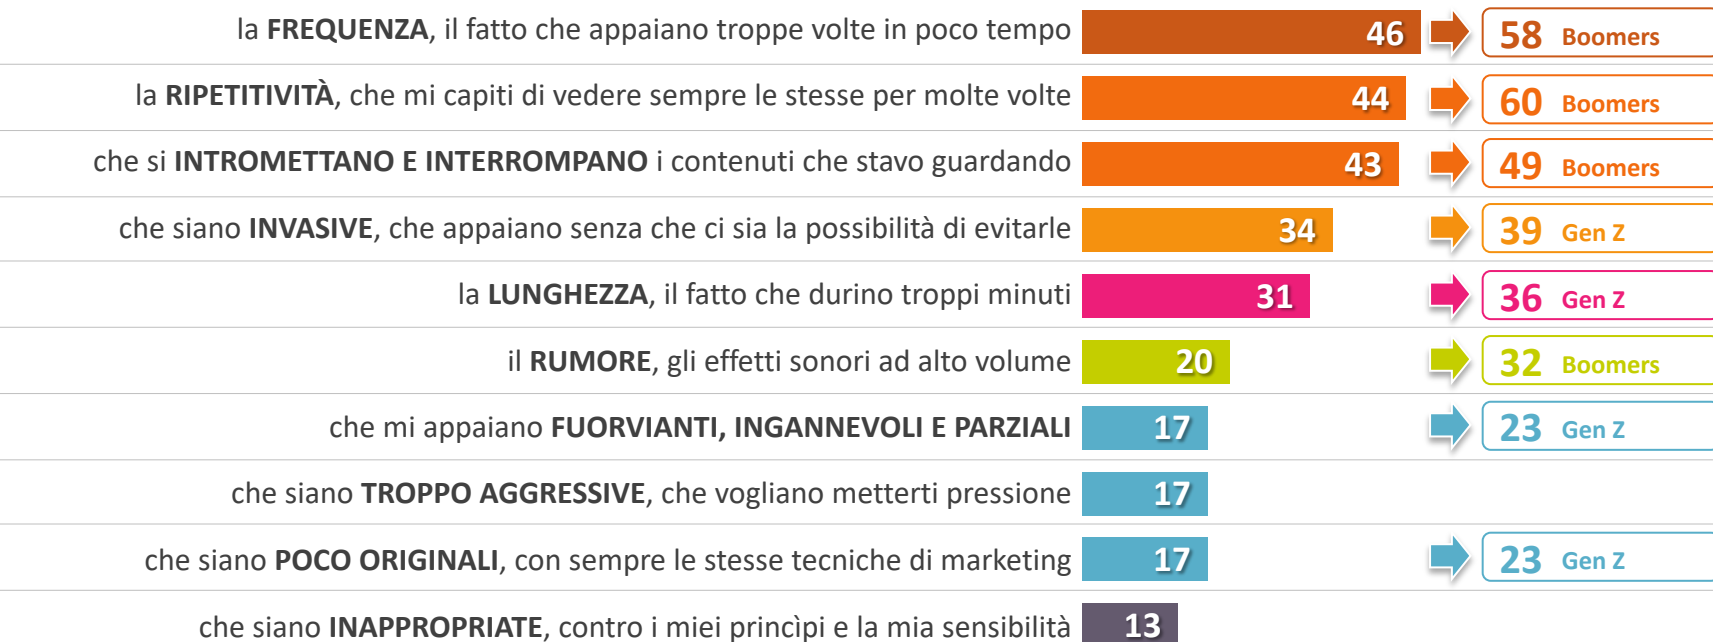 la FREQUENZA, il fatto che appaiano troppe volte in poco tempo 46 58 Boomers
la RIPETITIVITÀ, che mi capiti di vedere sempre le stesse per molte volte 44 60 Boomers
che si INTROMETTANO E INTERROMPANO i contenuti che stavo guardando 43 49 Boomers
che siano INVASIVE, che appaiano senza che ci sia la possibilità di evitarle 34 39 Gen Z
la LUNGHEZZA, il fatto che durino troppi minuti 31 36 Gen Z
il RUMORE, gli effetti sonori ad alto volume 20 32 Boomers
che mi appaiano FUORVIANTI, INGANNEVOLI E PARZIALI 17 23 Gen Z
che siano TROPPO AGGRESSIVE, che vogliano metterti pressione 17
che siano POCO ORIGINALI, con sempre le stesse tecniche di marketing 17 23 Gen Z
che siano INAPPROPRIATE, contro i miei princìpi e la mia sensibilità 13